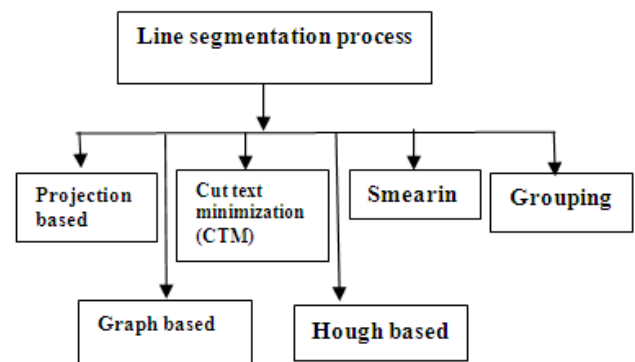 Line segmentation process
Projection
based
Cut text
minimization
(CTM)
Smearin
Grouping
Graph based
Hough based